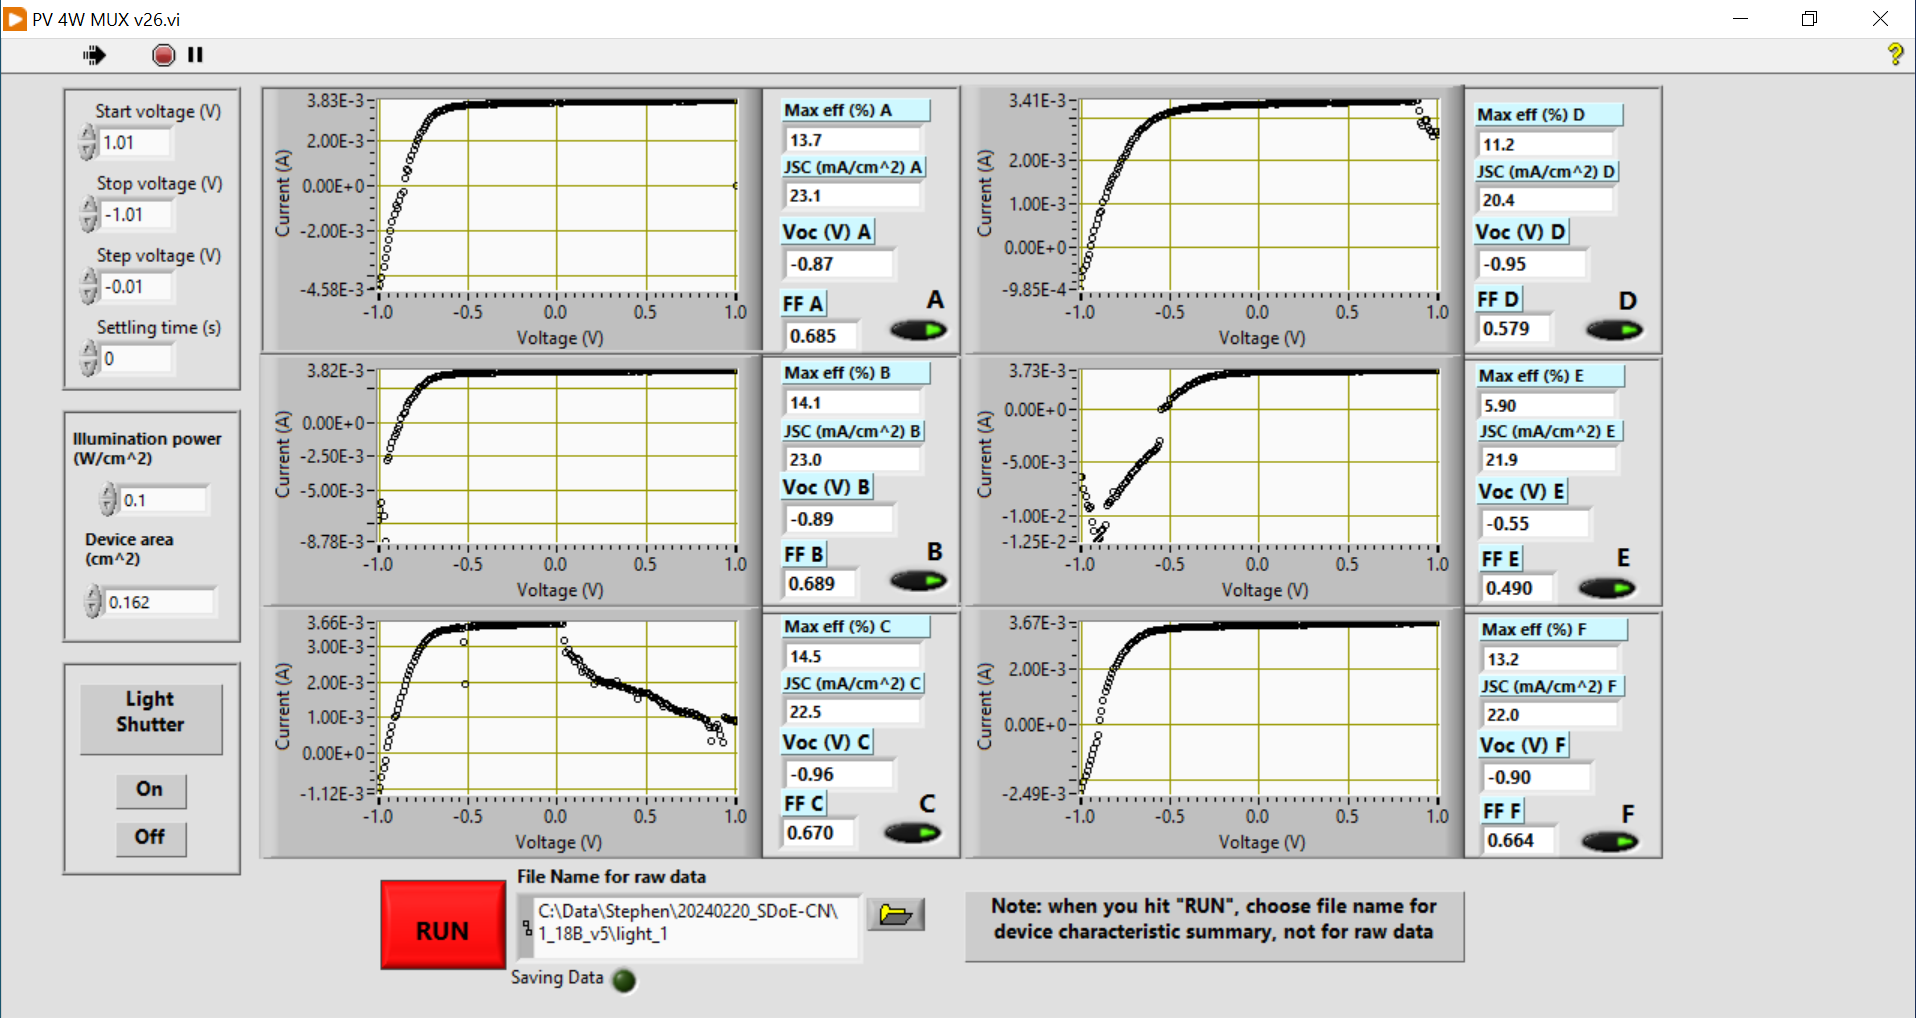 PV 4W MUX v26.vi
Start voltage (V)
1.01
Stop voltage (V)
-1.01
Step voltage (V)
-0.01
Settling time (s)
0
Illumination power
(W/cm^2)
0.1
Device area
(cm^2)
0.162
Light
Shutter
On
Off
Current (A)
3.83E-3
2.00E-3
0.00E+0
-2.00E-3
-4.58E-3
-1.0 -0.5 0.0 0.5 1.0
Voltage (V)
Max eff (%) A
13.7
JSC (mA/cm^2) A
23.1
Voc (V) A
-0.87
FF A
0.685
A
Current (A)
3.82E-3
0.00E+0
-2.50E-3
-5.00E-3
-8.78E-3
-1.0 -0.5 0.0 0.5 1.0
Voltage (V)
Max eff (%) B
14.1
JSC (mA/cm^2) B
23.0
Voc (V) B
-0.89
FF B
0.689
B
Current (A)
3.66E-3
3.00E-3
2.00E-3
1.00E-3
0.00E+0
-1.12E-3
-1.0 -0.5 0.0 0.5 1.0
Voltage (V)
Max eff (%) C
14.5
JSC (mA/cm^2) C
22.5
Voc (V) C
-0.96
FF C
0.670
C
Current (A)
3.41E-3
2.00E-3
1.00E-3
0.00E+0
-9.85E-4
-1.0 -0.5 0.0 0.5 1.0
Voltage (V)
Max eff (%) D
11.2
JSC (mA/cm^2) D
20.4
Voc (V) D
-0.95
FF D
0.579
D
Current (A)
3.73E-3
0.00E+0
-5.00E-3
-1.00E-2
-1.25E-2
-1.0 -0.5 0.0 0.5 1.0
Voltage (V)
Max eff (%) E
5.90
JSC (mA/cm^2) E
21.9
Voc (V) E
-0.55
FF E
0.490
E
Current (A)
3.67E-3
2.00E-3
0.00E+0
-2.49E-3
-1.0 -0.5 0.0 0.5 1.0
Voltage (V)
Max eff (%) F
13.2
JSC (mA/cm^2) F
22.0
Voc (V) F
-0.90
FF F
0.664
F
RUN
File Name for raw data
C:\Data\Stephen\20240220_SDoE-CN\
1_18B_v5\light_1
Saving Data
Note: when you hit "RUN", choose file name for
device characteristic summary, not for raw data